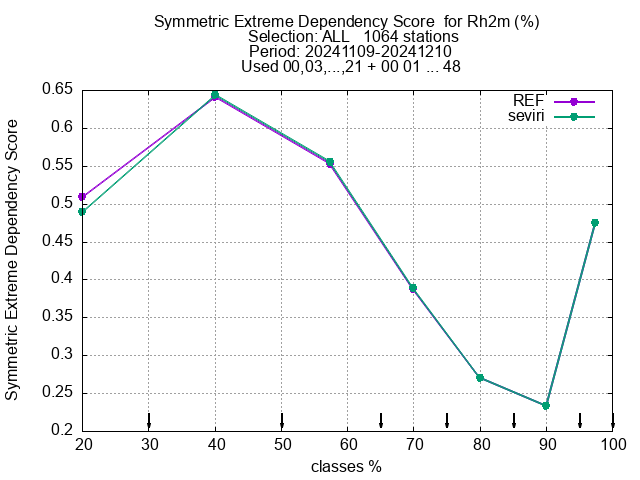 Symmetric Extreme Dependency Score  for Rh2m (%)
Selection: ALL   1064 stations
Period: 20241109-20241210
Used 00,03,...,21 + 00 01 ... 48
REF
seviri
Symmetric Extreme Dependency Score
0.65
0.6
0.55
0.5
0.45
0.4
0.35
0.3
0.25
0.2
20 30 40 50 60 70 80 90 100
classes %